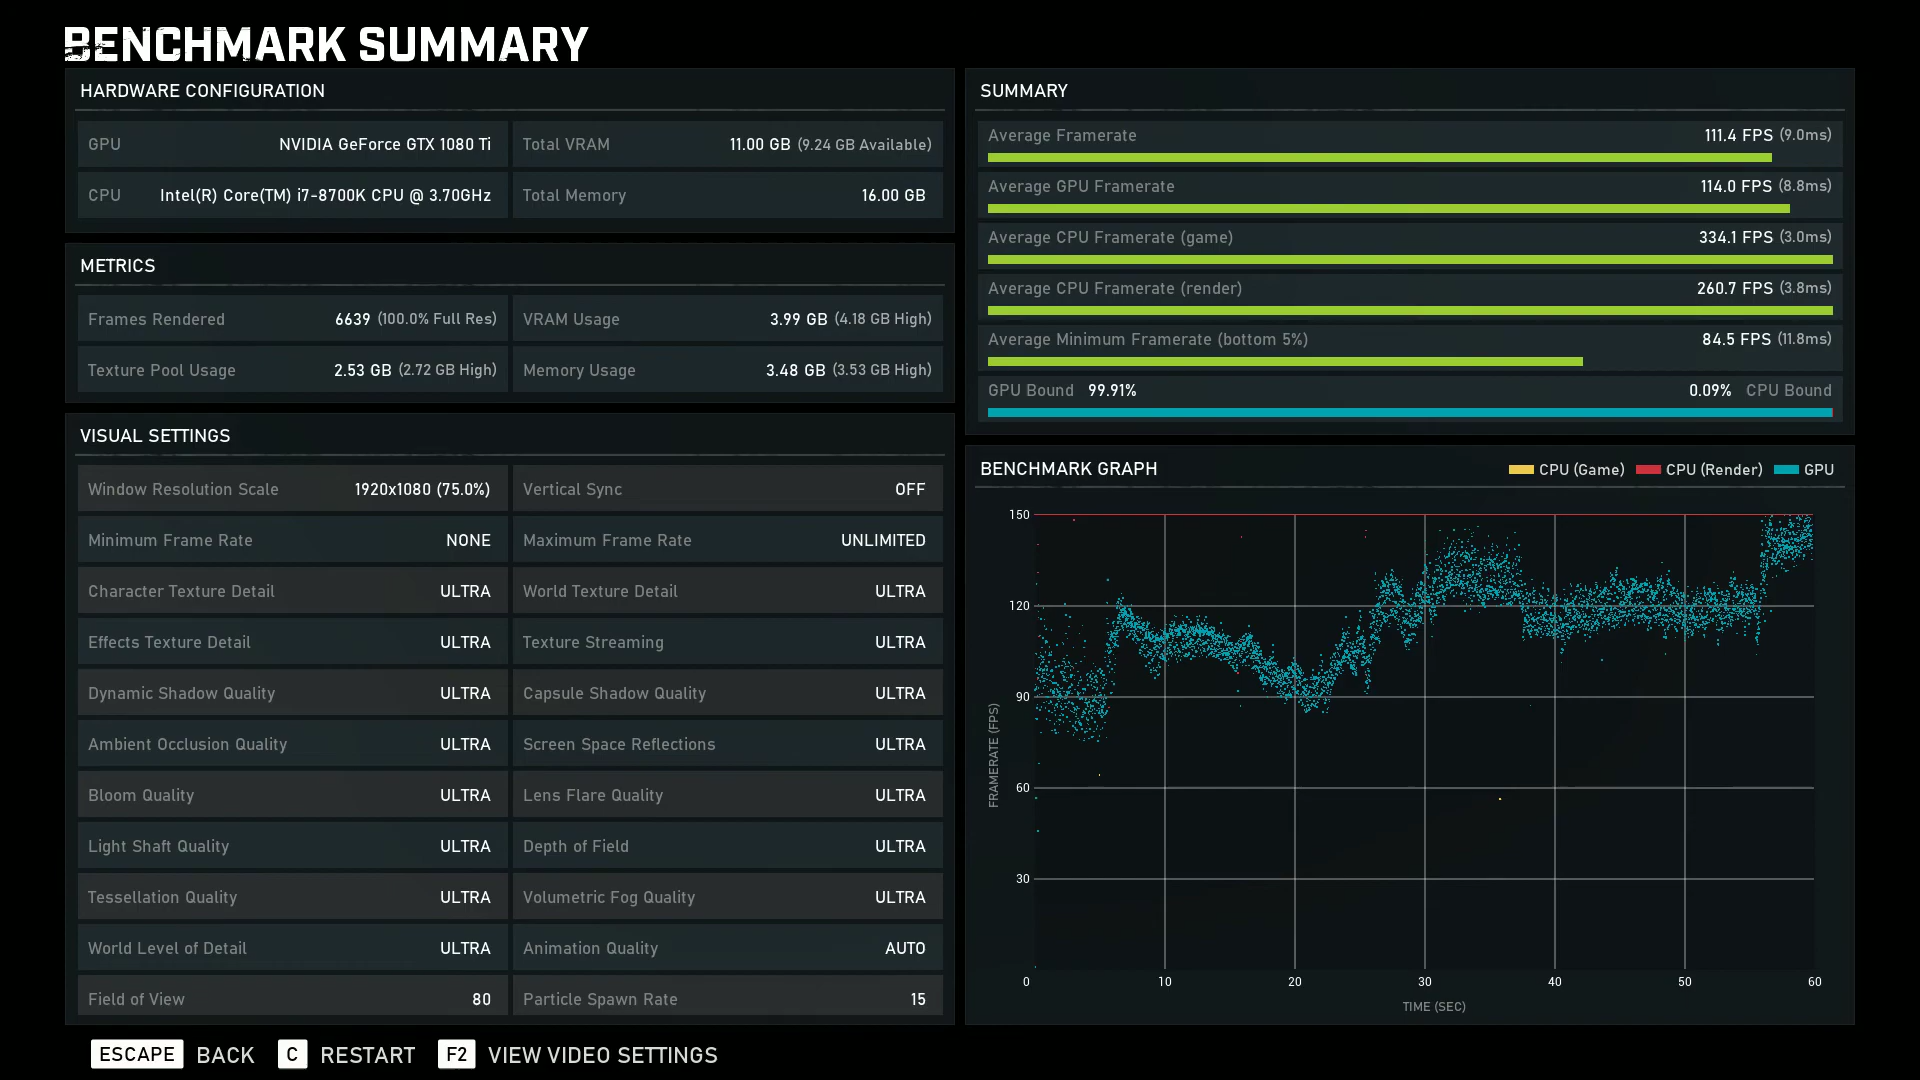 BENCHMARK SUMMARY
HARDWARE CONFIGURATION
GPU NVIDIA GeForce GTX 1080 Ti
Total VRAM 11.00 GB (9.24 GB Available)
CPU Intel(R) Core(TM) i7-8700K CPU @ 3.70GHz
Total Memory 16.00 GB
METRICS
Frames Rendered 6639 (100.0% Full Res)
VRAM Usage 3.99 GB (4.18 GB High)
Texture Pool Usage 2.53 GB (2.72 GB High)
Memory Usage 3.48 GB (3.53 GB High)
VISUAL SETTINGS
Window Resolution Scale 1920x1080 (75.0%)
Vertical Sync OFF
Minimum Frame Rate NONE
Maximum Frame Rate UNLIMITED
Character Texture Detail ULTRA
World Texture Detail ULTRA
Effects Texture Detail ULTRA
Texture Streaming ULTRA
Dynamic Shadow Quality ULTRA
Capsule Shadow Quality ULTRA
Ambient Occlusion Quality ULTRA
Screen Space Reflections ULTRA
Bloom Quality ULTRA
Lens Flare Quality ULTRA
Light Shaft Quality ULTRA
Depth of Field ULTRA
Tessellation Quality ULTRA
Volumetric Fog Quality ULTRA
World Level of Detail ULTRA
Animation Quality AUTO
Field of View 80
Particle Spawn Rate 15
SUMMARY
Average Framerate 111.4 FPS (9.0ms)
Average GPU Framerate 114.0 FPS (8.8ms)
Average CPU Framerate (game) 334.1 FPS (3.0ms)
Average CPU Framerate (render) 260.7 FPS (3.8ms)
Average Minimum Framerate (bottom 5%) 84.5 FPS (11.8ms)
GPU Bound 99.91% 0.09% CPU Bound
BENCHMARK GRAPH
CPU (Game) CPU (Render) GPU
150
120
90
60
30
FRAMERATE (FPS)
0 10 20 30 40 50 60
TIME (SEC)
ESCAPE BACK C RESTART F2 VIEW VIDEO SETTINGS